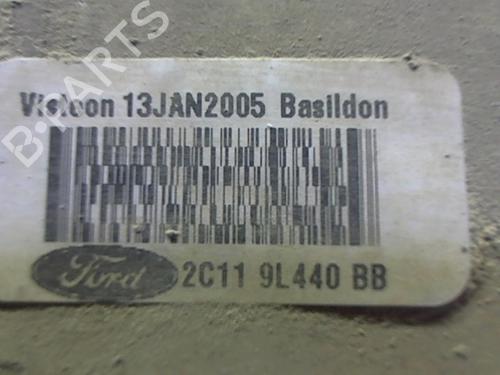 Visteon 13JAN2005 Basildon
Ford 2C11 9L440 BB
B-PARTS